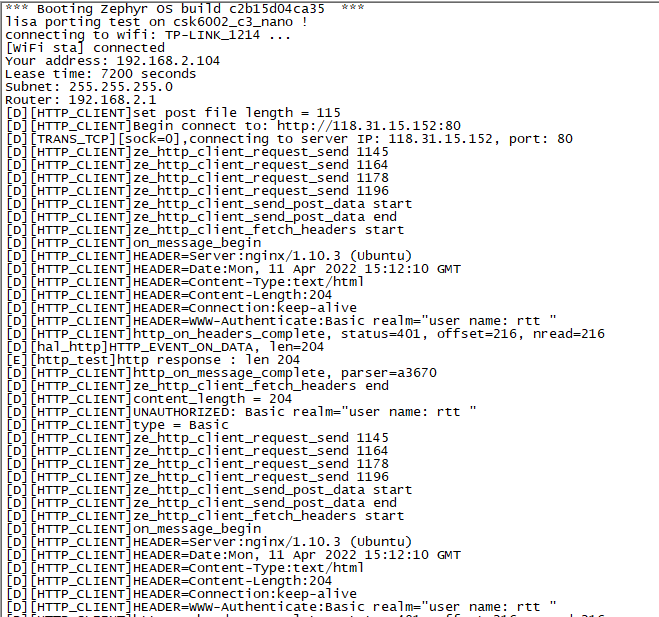 *** Booting Zephyr OS build c2b15d04ca35  ***
lisa porting test on csk6002_c3_nano !
connecting to wifi: TP-LINK_1214 ...
[WiFi sta] connected
Your address: 192.168.2.104
Lease time: 7200 seconds
Subnet: 255.255.255.0
Router: 192.168.2.1
[D][HTTP_CLIENT]set post file length = 115
[D][HTTP_CLIENT]Begin connect to: http://118.31.15.152:80
[D][TRANS_TCP][sock=0],connecting to server IP: 118.31.15.152, port: 80
[D][HTTP_CLIENT]ze_http_client_request_send 1145
[D][HTTP_CLIENT]ze_http_client_request_send 1164
[D][HTTP_CLIENT]ze_http_client_request_send 1178
[D][HTTP_CLIENT]ze_http_client_request_send 1196
[D][HTTP_CLIENT]ze_http_client_send_post_data start
[D][HTTP_CLIENT]ze_http_client_send_post_data end
[D][HTTP_CLIENT]ze_http_client_fetch_headers start
[D][HTTP_CLIENT]on_message_begin
[D][HTTP_CLIENT]HEADER=Server:nginx/1.10.3 (Ubuntu)
[D][HTTP_CLIENT]HEADER=Date:Mon, 11 Apr 2022 15:12:10 GMT
[D][HTTP_CLIENT]HEADER=Content-Type:text/html
[D][HTTP_CLIENT]HEADER=Content-Length:204
[D][HTTP_CLIENT]HEADER=Connection:keep-alive
[D][HTTP_CLIENT]HEADER=WWW-Authenticate:Basic realm="user name: rtt "
[D][HTTP_CLIENT]http_on_headers_complete, status=401, offset=216, nread=216
[D][hal_http]HTTP_EVENT_ON_DATA, len=204
[E][http_test]http response : len 204
[D][HTTP_CLIENT]http_on_message_complete, parser=a3670
[D][HTTP_CLIENT]ze_http_client_fetch_headers end
[D][HTTP_CLIENT]content_length = 204
[D][HTTP_CLIENT]UNAUTHORIZED: Basic realm="user name: rtt "
[D][HTTP_CLIENT]type = Basic
[D][HTTP_CLIENT]ze_http_client_request_send 1145
[D][HTTP_CLIENT]ze_http_client_request_send 1164
[D][HTTP_CLIENT]ze_http_client_request_send 1178
[D][HTTP_CLIENT]ze_http_client_request_send 1196
[D][HTTP_CLIENT]ze_http_client_send_post_data start
[D][HTTP_CLIENT]ze_http_client_send_post_data end
[D][HTTP_CLIENT]ze_http_client_fetch_headers start
[D][HTTP_CLIENT]on_message_begin
[D][HTTP_CLIENT]HEADER=Server:nginx/1.10.3 (Ubuntu)
[D][HTTP_CLIENT]HEADER=Date:Mon, 11 Apr 2022 15:12:10 GMT
[D][HTTP_CLIENT]HEADER=Content-Type:text/html
[D][HTTP_CLIENT]HEADER=Content-Length:204
[D][HTTP_CLIENT]HEADER=Connection:keep-alive
[D][HTTP_CLIENT]HEADER=WWW-Authenticate:Basic realm="user name: rtt "